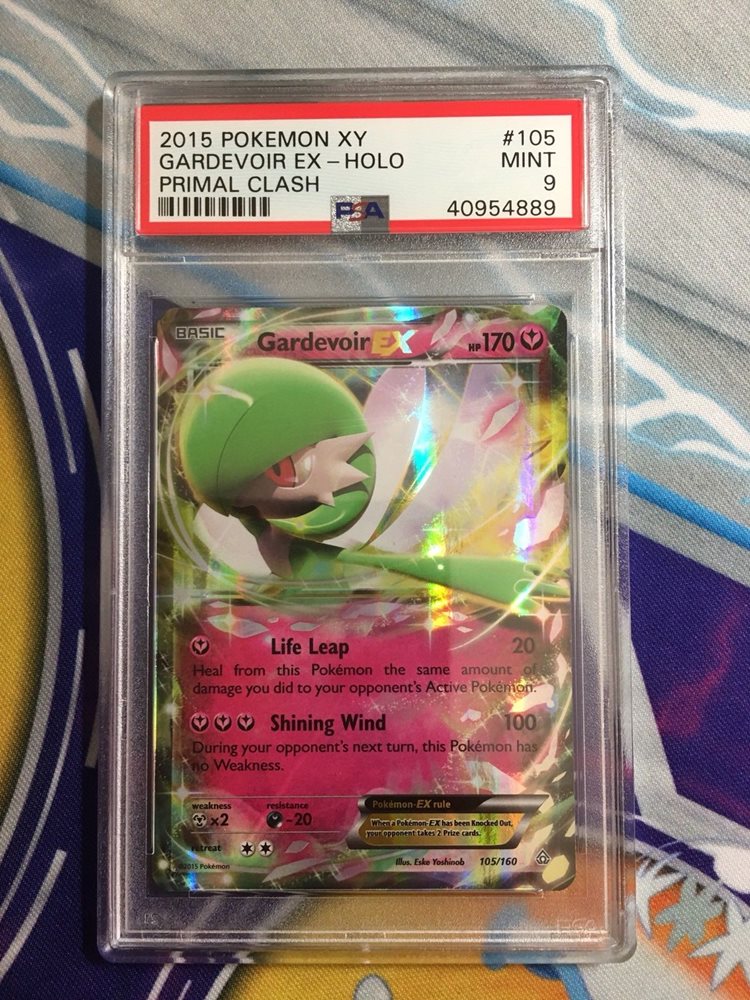 2015 POKEMON XY #105
GARDEVOIR EX - HOLO MINT
PRIMAL CLASH 9
PSA 40954889
BASIC Gardevoir EX HP 170
Life Leap 20
Heal from this Pokémon the same amount of
damage you did to your opponent's Active Pokémon.
Shining Wind 100
During your opponent's next turn, this Pokémon has
no Weakness.
weakness resistance Pokémon-EX rule
x2 -20 When a Pokémon-EX has been Knocked Out,
your opponent takes 2 Prize cards.
retreat
©2015 Pokémon Illus. Eske Yoshinob 105/160